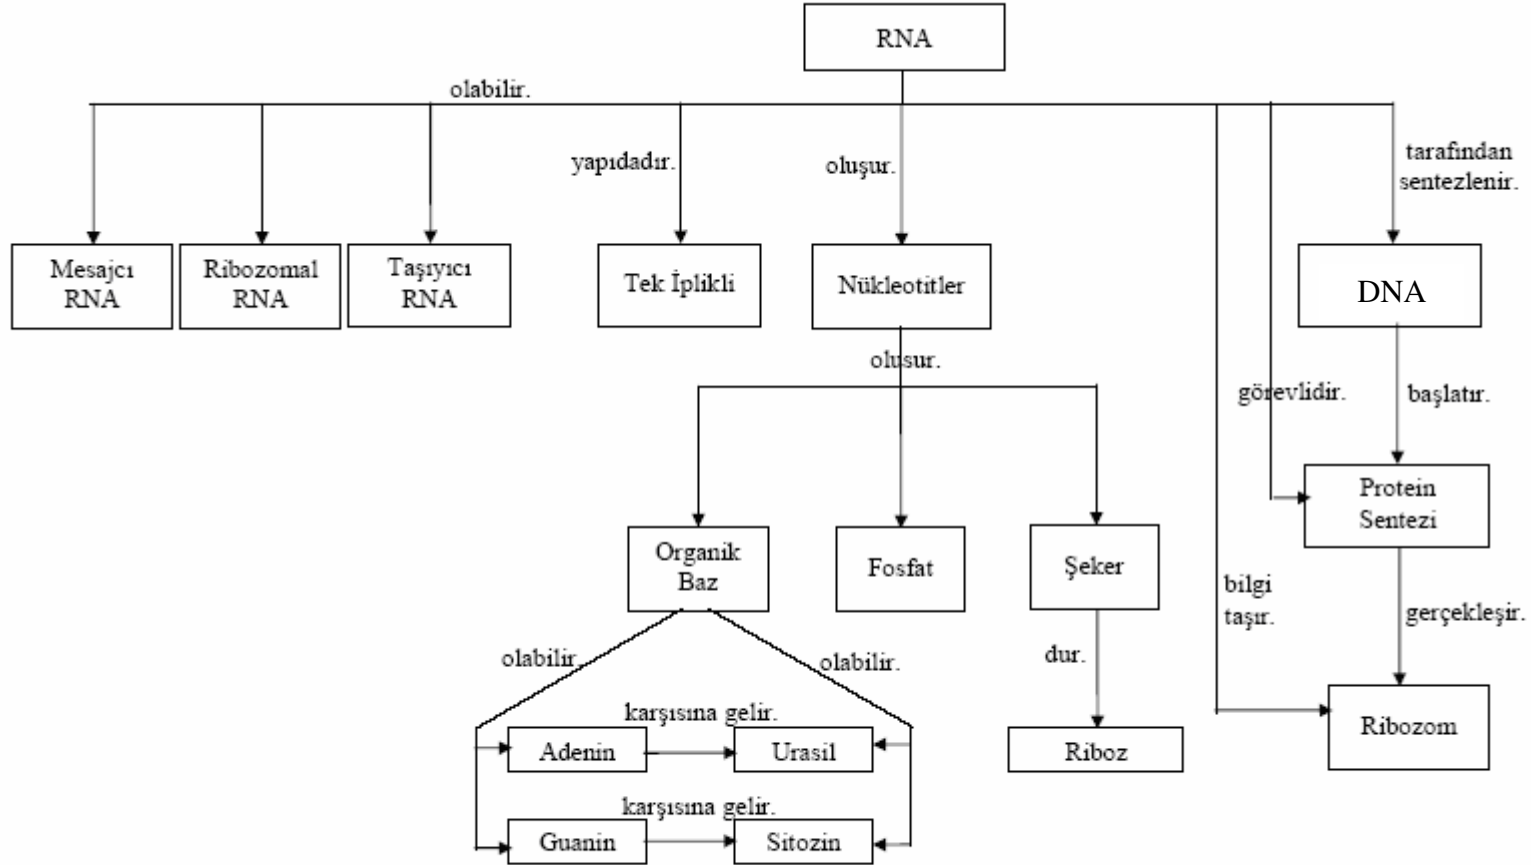 RNA
olabilir.
yapıdadır.
oluşur.
tarafından
sentezlenir.
Mesajcı
RNA
Ribozomal
RNA
Taşıyıcı
RNA
Tek İplikli
Nükleotitler
DNA
olusur.
görevlidir.
başlatır.
Protein
Sentezi
Organik
Baz
Fosfat
Şeker
bilgi
taşır.
gerçekleşir.
olabilir.
olabilir.
dur.
karşısına gelir.
Adenin
Urasil
Riboz
Ribozom
karşısına gelir.
Guanin
Sitozin